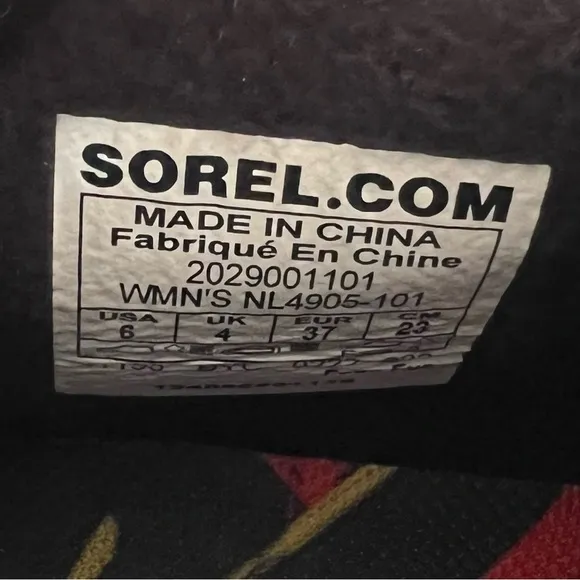 SOREL.COM
MADE IN CHINA
Fabriqué En Chine
2029001101
WMN'S NL4905-101
USA UK EUR CM
6 4 37 23